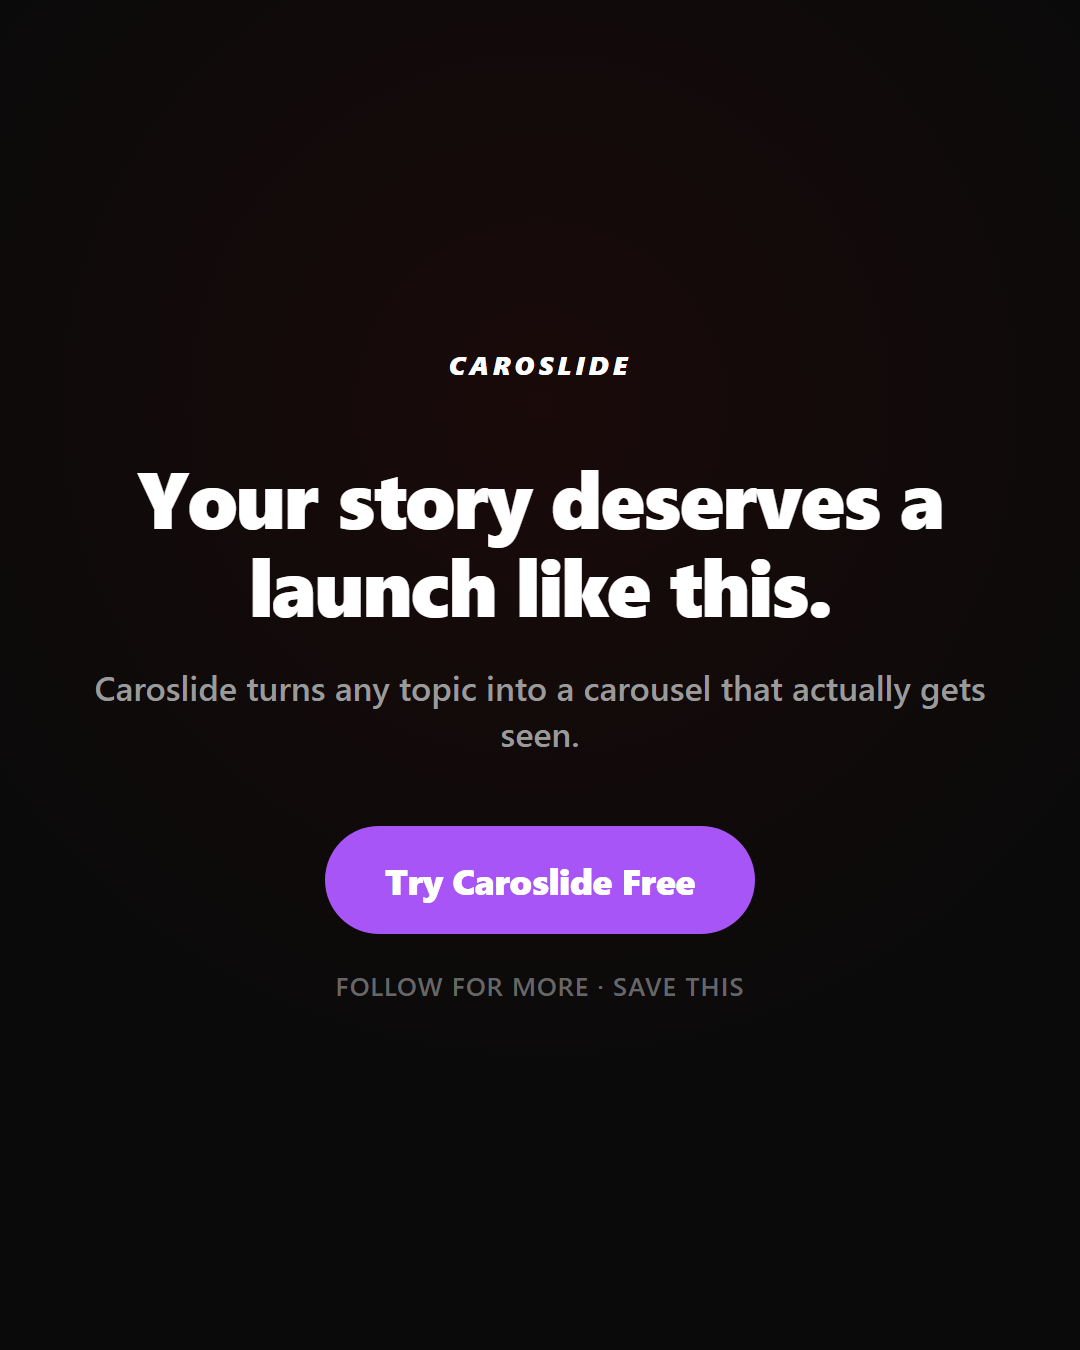 CAROSLIDE
Your story deserves a
launch like this.
Caroslide turns any topic into a carousel that actually gets
seen.
Try Caroslide Free
FOLLOW FOR MORE · SAVE THIS